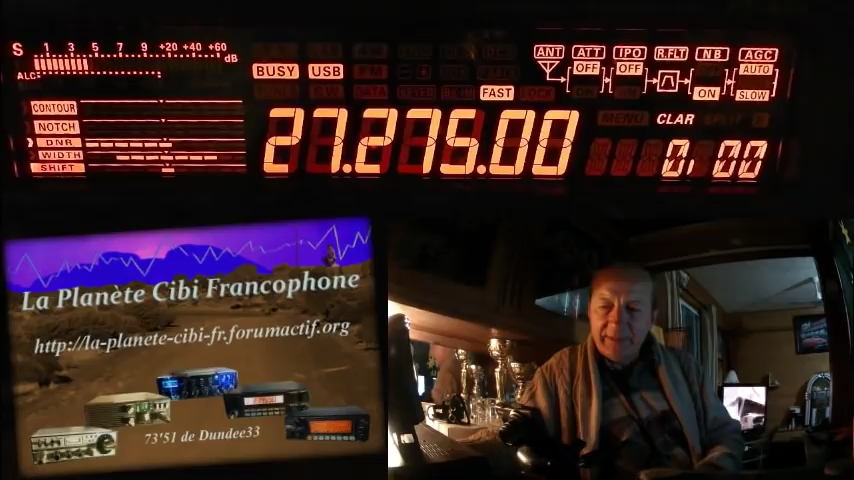 S 1 3 5 7 9 +20 +40 +60 dB
ALC
BUSY USB
FAST
ANT ATT IPO R.FLT NB AGC
OFF OFF AUTO
ON SLOW
CONTOUR
NOTCH
DNR
WIDTH
SHIFT
27.275.00
MENU CLAR SPLIT
0.00
La Planète Cibi Francophone
http://la-planete-cibi-fr.forumactif.org
73'51 de Dundee33